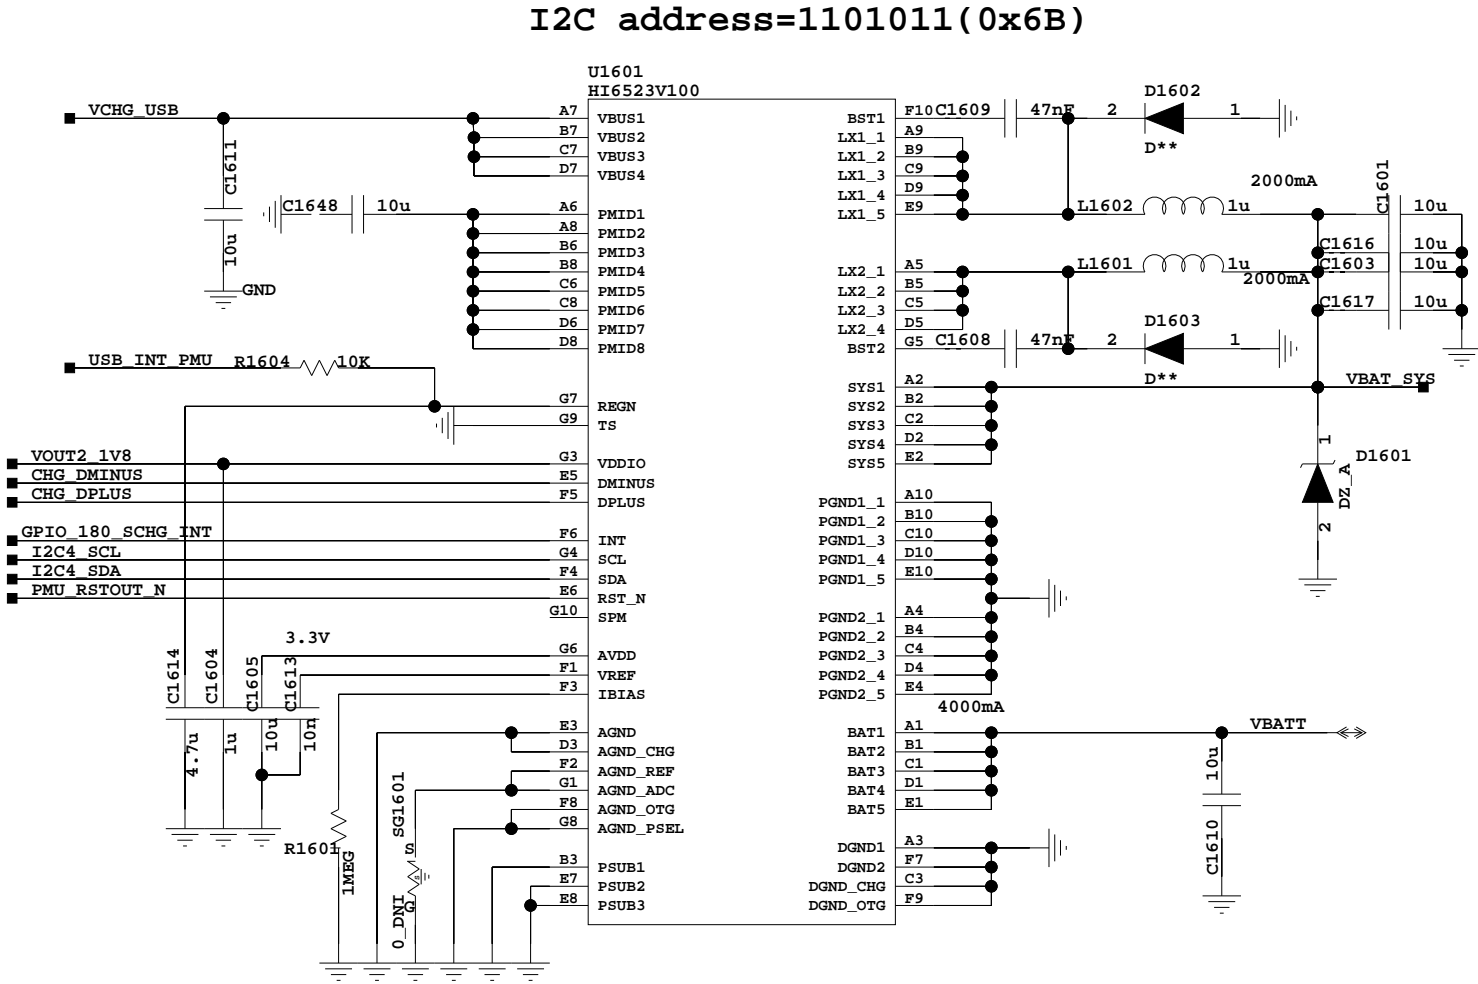 I2C address=1101011(0x6B)
U1601
HI6523V100
VCHG_USB
C1611
10u
GND
C1648 10u
USB_INT_PMU R1604 10K
VOUT2_1V8
CHG_DMINUS
CHG_DPLUS
GPIO_180_SCHG_INT
I2C4_SCL
I2C4_SDA
PMU_RSTOUT_N
3.3V
C1614
C1604
C1605
C1613
4.7u
1u
10u
10n
R1601
1MEG
SG1601
S
G
0_DNI
A7 VBUS1
B7 VBUS2
C7 VBUS3
D7 VBUS4
A6 PMID1
A8 PMID2
B6 PMID3
B8 PMID4
C6 PMID5
C8 PMID6
D6 PMID7
D8 PMID8
G7 REGN
G9 TS
G3 VDDIO
E5 DMINUS
F5 DPLUS
F6 INT
G4 SCL
F4 SDA
E6 RST_N
G10 SPM
G6 AVDD
F1 VREF
F3 IBIAS
E3 AGND
D3 AGND_CHG
F2 AGND_REF
G1 AGND_ADC
F8 AGND_OTG
G8 AGND_PSEL
B3 PSUB1
E7 PSUB2
E8 PSUB3
BST1 F10
LX1_1 A9
LX1_2 B9
LX1_3 C9
LX1_4 D9
LX1_5 E9
LX2_1 A5
LX2_2 B5
LX2_3 C5
LX2_4 D5
BST2 G5
SYS1 A2
SYS2 B2
SYS3 C2
SYS4 D2
SYS5 E2
PGND1_1 A10
PGND1_2 B10
PGND1_3 C10
PGND1_4 D10
PGND1_5 E10
PGND2_1 A4
PGND2_2 B4
PGND2_3 C4
PGND2_4 D4
PGND2_5 E4
BAT1 A1
BAT2 B1
BAT3 C1
BAT4 D1
BAT5 E1
DGND1 A3
DGND2 F7
DGND_CHG C3
DGND_OTG F9
C1609 47nF
D1602
2 1
D**
2000mA
L1602 1u
L1601 1u
2000mA
C1601 10u
C1616 10u
C1603 10u
C1617 10u
C1608 47nF
D1603
2 1
D**
VBAT_SYS
1
D1601
DZ_A
2
4000mA
VBATT
10u
C1610